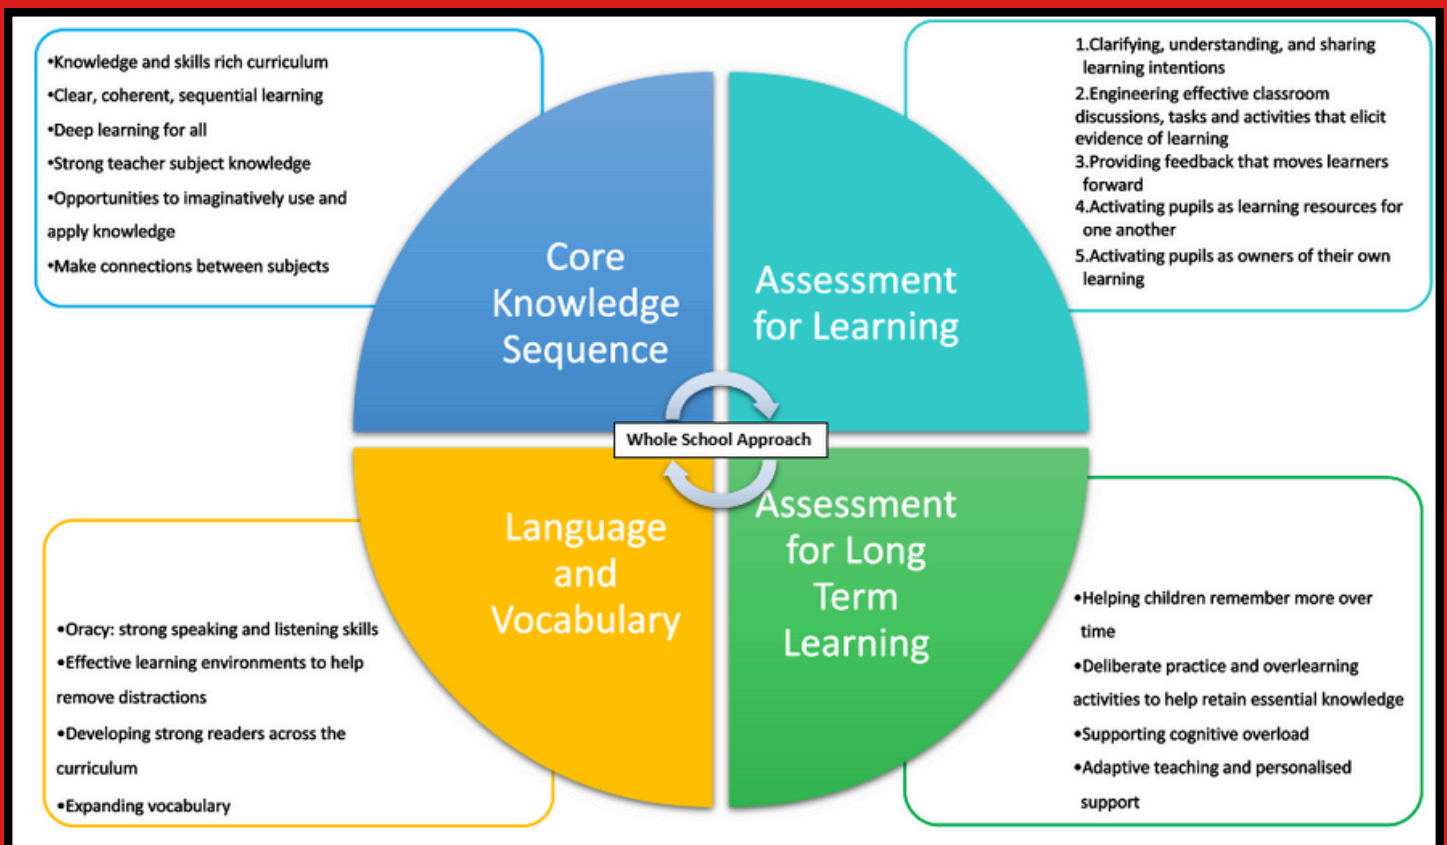 •Knowledge and skills rich curriculum
•Clear, coherent, sequential learning
•Deep learning for all
•Strong teacher subject knowledge
•Opportunities to imaginatively use and
apply knowledge
•Make connections between subjects
Core
Knowledge
Sequence
Assessment
for Learning
1.Clarifying, understanding, and sharing
learning intentions
2.Engineering effective classroom
discussions, tasks and activities that elicit
evidence of learning
3.Providing feedback that moves learners
forward
4.Activating pupils as learning resources for
one another
5.Activating pupils as owners of their own
learning
Whole School Approach
•Oracy: strong speaking and listening skills
•Effective learning environments to help
remove distractions
•Developing strong readers across the
curriculum
•Expanding vocabulary
Language
and
Vocabulary
Assessment
for Long
Term
Learning
•Helping children remember more over
time
•Deliberate practice and overlearning
activities to help retain essential knowledge
•Supporting cognitive overload
•Adaptive teaching and personalised
support